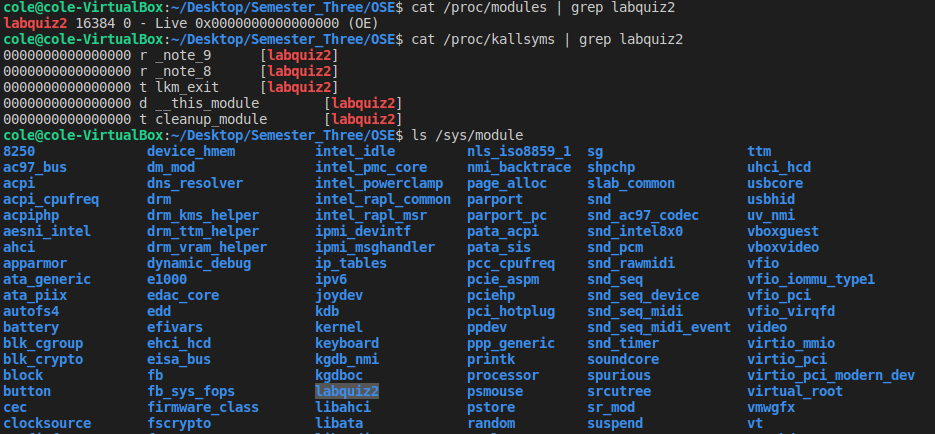 cole@cole-VirtualBox:~/Desktop/Semester_Three/OSE$ cat /proc/modules | grep labquiz2
labquiz2 16384 0 - Live 0x0000000000000000 (OE)
cole@cole-VirtualBox:~/Desktop/Semester_Three/OSE$ cat /proc/kallsyms | grep labquiz2
0000000000000000 r _note_9 [labquiz2]
0000000000000000 r _note_8 [labquiz2]
0000000000000000 t lkm_exit [labquiz2]
0000000000000000 d __this_module [labquiz2]
0000000000000000 t cleanup_module [labquiz2]
cole@cole-VirtualBox:~/Desktop/Semester_Three/OSE$ ls /sys/module
8250 device_hmem intel_idle nls_iso8859_1 sg ttm
ac97_bus dm_mod intel_pmc_core nmi_backtrace shpchp uhci_hcd
acpi dns_resolver intel_powerclamp page_alloc slab_common usbcore
acpi_cpufreq drm intel_rapl_common parport snd usbhid
acpiphp drm_kms_helper intel_rapl_msr parport_pc snd_ac97_codec uv_nmi
aesni_intel drm_ttm_helper ipmi_devintf pata_acpi snd_intel8x0 vboxguest
ahci drm_vram_helper ipmi_msghandler pata_sis snd_pcm vboxvideo
apparmor dynamic_debug ip_tables pcc_cpufreq snd_rawmidi vfio
ata_generic e1000 ipv6 pcie_aspm snd_seq vfio_iommu_type1
ata_piix edac_core joydev pciehp snd_seq_device vfio_pci
autofs4 edd kdb pci_hotplug snd_seq_midi vfio_virqfd
battery efivars kernel ppdev snd_seq_midi_event video
blk_cgroup ehci_hcd keyboard ppp_generic snd_timer virtio_mmio
blk_crypto eisa_bus kgdb_nmi printk soundcore virtio_pci
block fb kgdboc processor spurious virtio_pci_modern_dev
button fb_sys_fops labquiz2 psmouse srcutree virtual_root
cec firmware_class libahci pstore sr_mod vmwgfx
clocksource fscrypto libata random suspend vt